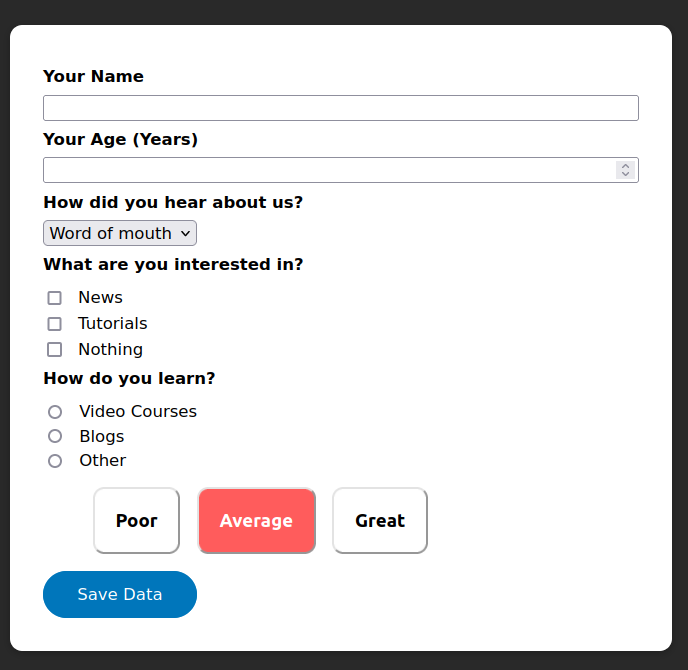 Your Name
Your Age (Years)
How did you hear about us?
Word of mouth
What are you interested in?
News
Tutorials
Nothing
How do you learn?
Video Courses
Blogs
Other
Poor Average Great
Save Data